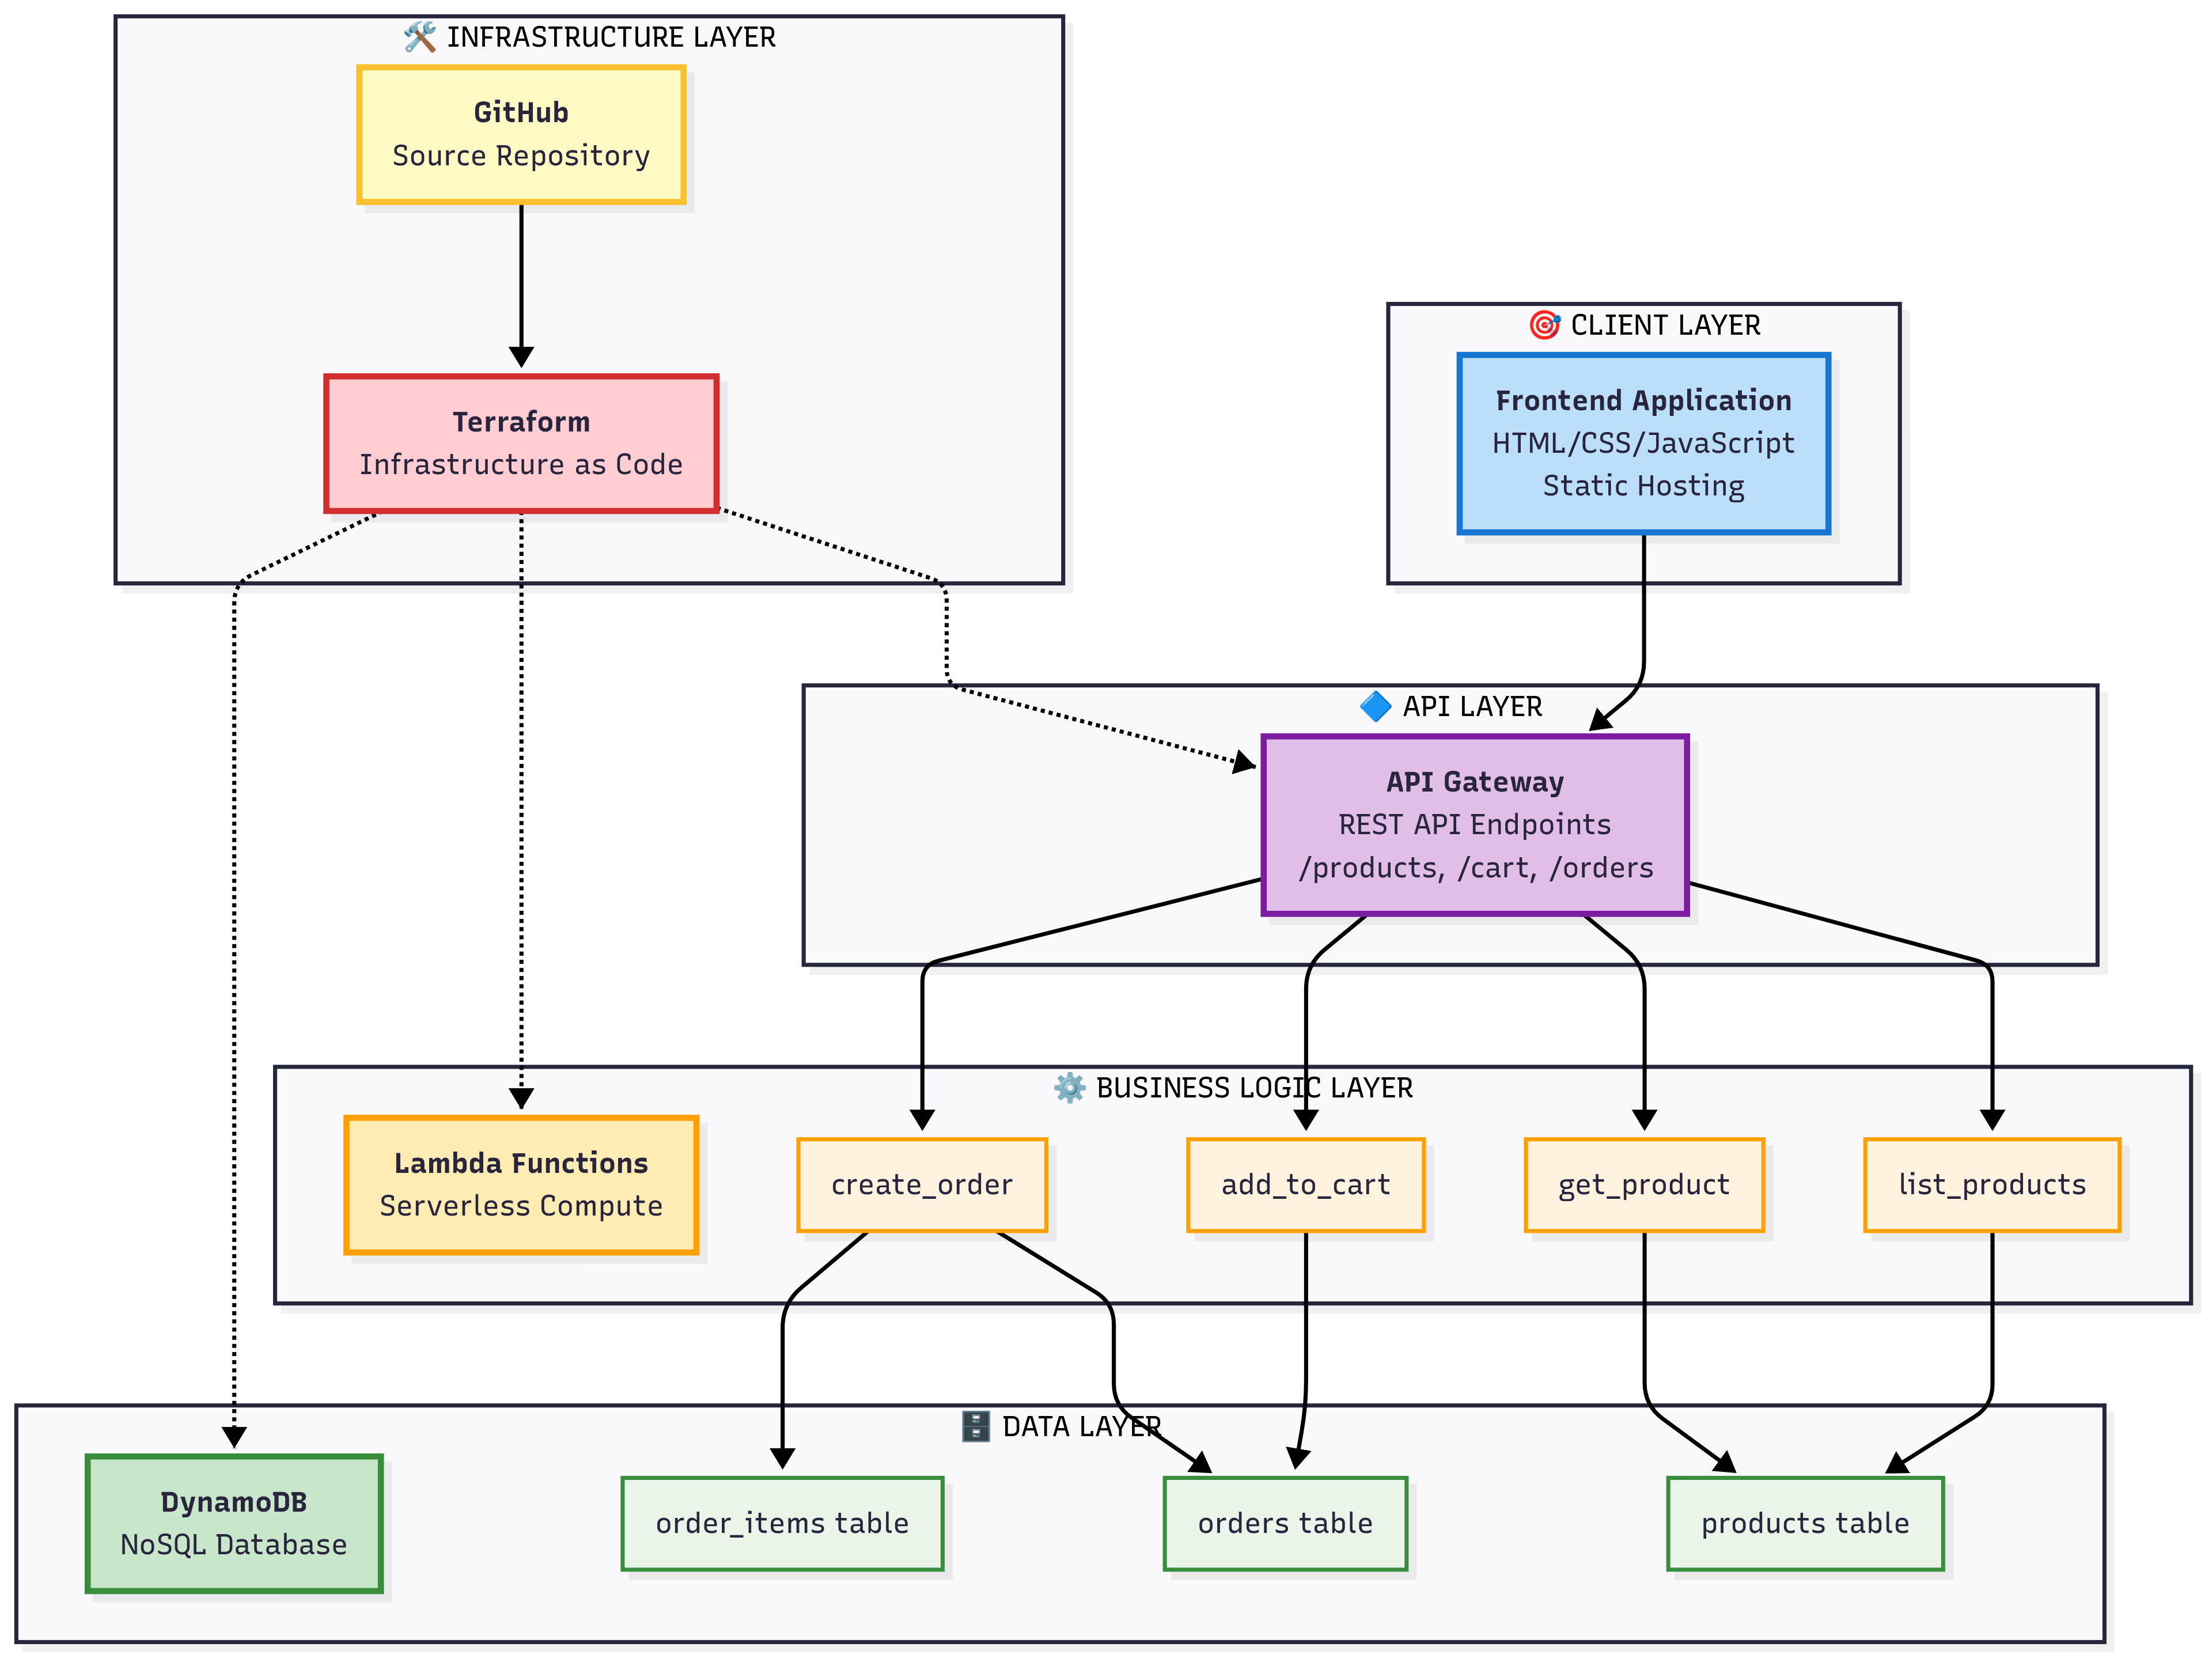 🛠️ INFRASTRUCTURE LAYER
GitHub
Source Repository
Terraform
Infrastructure as Code
🎯 CLIENT LAYER
Frontend Application
HTML/CSS/JavaScript
Static Hosting
🔷 API LAYER
API Gateway
REST API Endpoints
/products, /cart, /orders
⚙️ BUSINESS LOGIC LAYER
Lambda Functions
Serverless Compute
create_order
add_to_cart
get_product
list_products
🗄️ DATA LAYER
DynamoDB
NoSQL Database
order_items table
orders table
products table